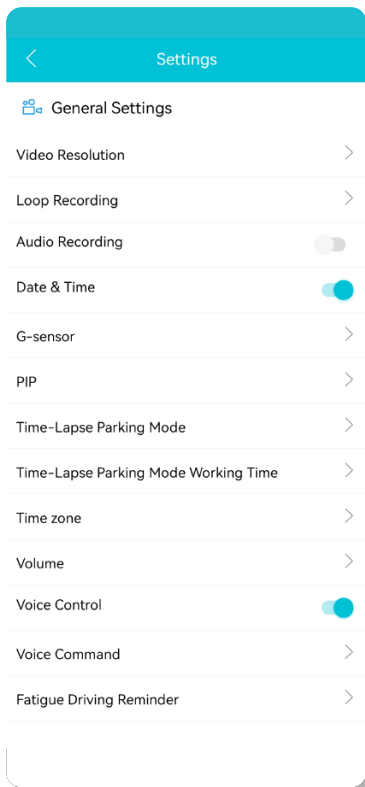 Settings
General Settings
Video Resolution
Loop Recording
Audio Recording
Date & Time
G-sensor
PIP
Time-Lapse Parking Mode
Time-Lapse Parking Mode Working Time
Time zone
Volume
Voice Control
Voice Command
Fatigue Driving Reminder